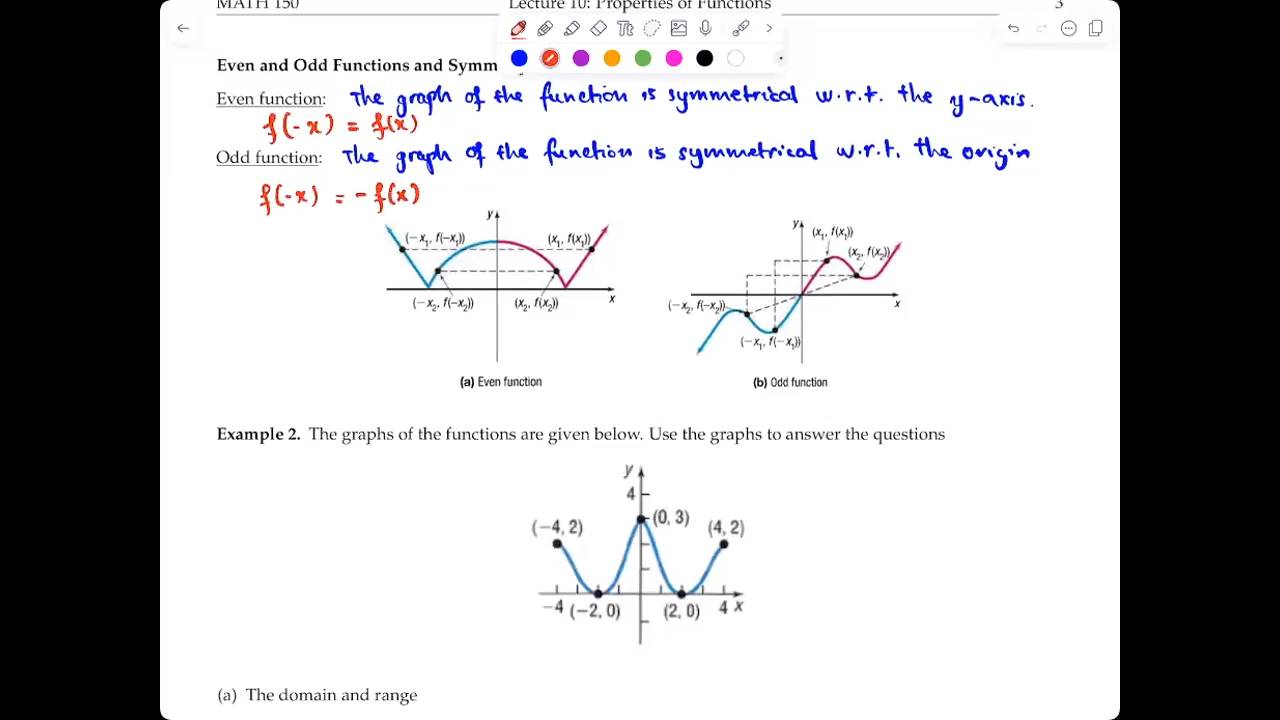 MATH 150 Lecture 10: Properties of Functions 3
Even and Odd Functions and Symm
Even function: The graph of the function is symmetrical w.r.t. the y-axis.
f(-x) = f(x)
Odd function: The graph of the function is symmetrical w.r.t. the origin
f(-x) = - f(x)
y
(−x₁, f(−x₁)) (x₁, f(x₁))
(−x₂, f(−x₂)) (x₂, f(x₂)) x
(a) Even function
y
(x₁, f(x₁))
(x₂, f(x₂))
(−x₂, f(−x₂)) x
(−x₁, f(−x₁))
(b) Odd function
Example 2. The graphs of the functions are given below. Use the graphs to answer the questions
y
4
(−4, 2) (0, 3) (4, 2)
−4 (−2, 0) (2, 0) 4 x
(a) The domain and range